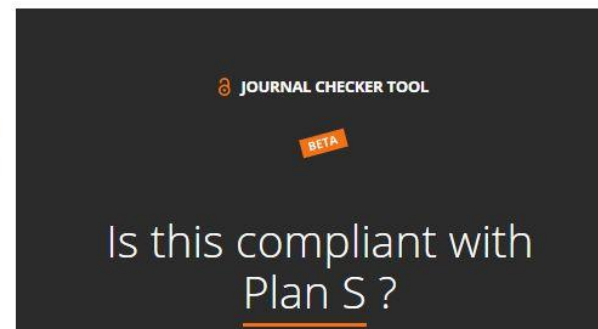 JOURNAL CHECKER TOOL
BETA
Is this compliant with
Plan S ?